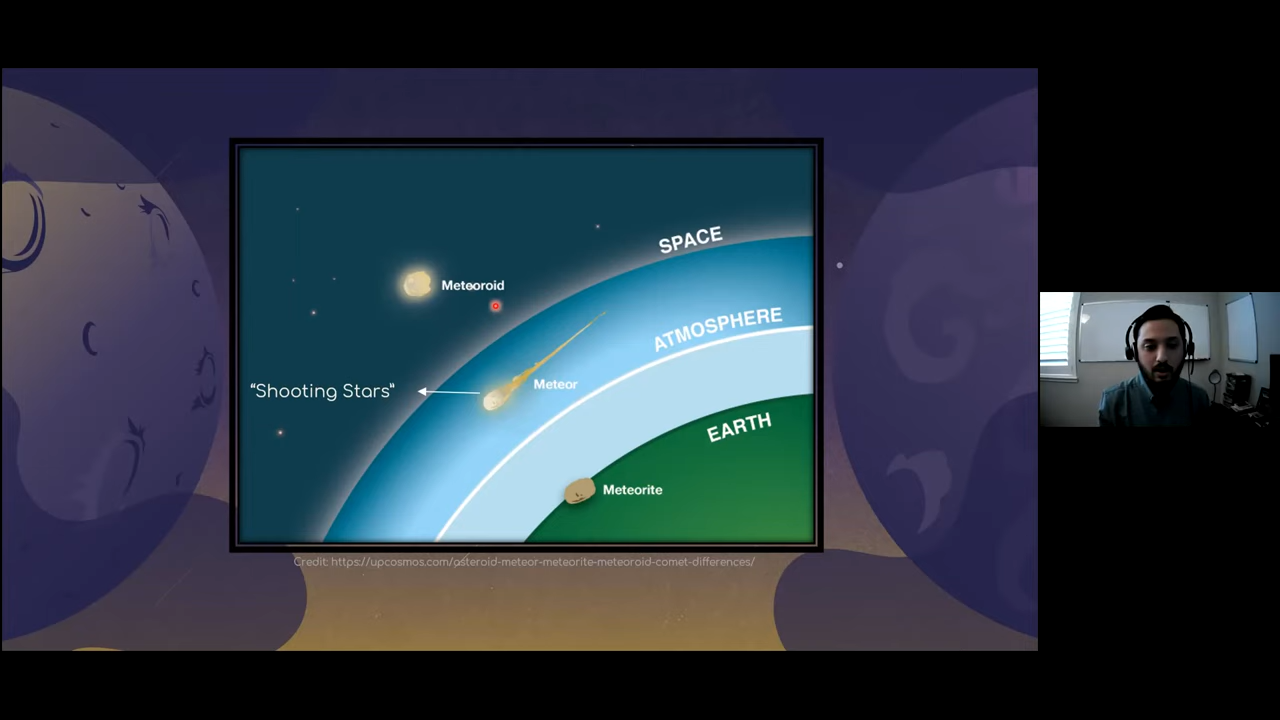 SPACE
Meteoroid
ATMOSPHERE
Meteor
"Shooting Stars"
EARTH
Meteorite
Credit: https://upcosmos.com/asteroid-meteor-meteorite-meteoroid-comet-differences/